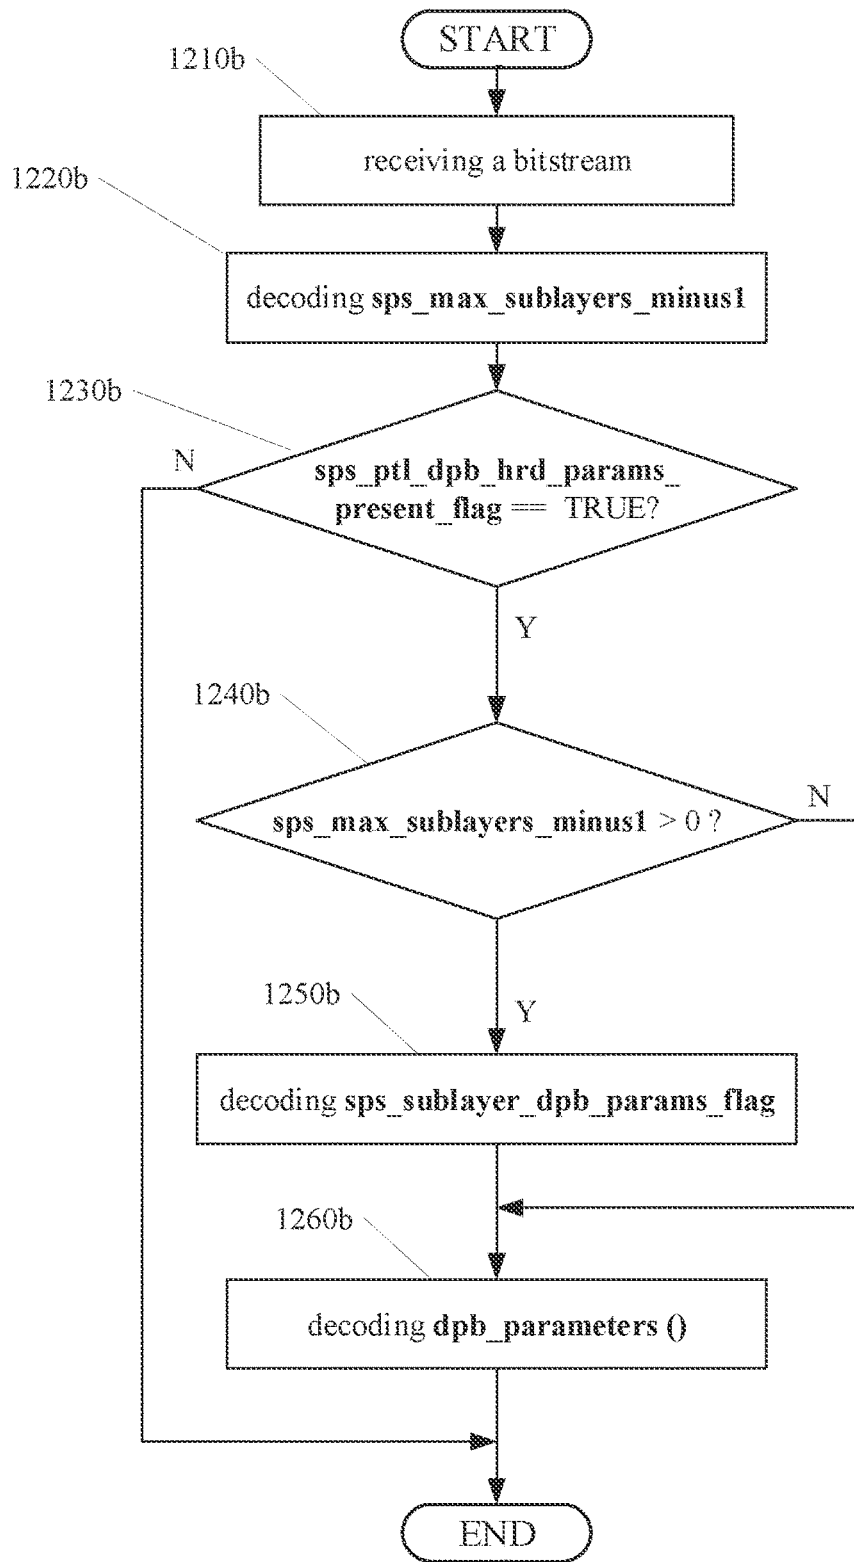 START
1210b
receiving a bitstream
1220b
decoding sps_max_sublayers_minus1
1230b
N
sps_ptl_dpb_hrd_params_
present_flag == TRUE?
Y
1240b
N
sps_max_sublayers_minus1 > 0 ?
1250b
Y
decoding sps_sublayer_dpb_params_flag
1260b
decoding dpb_parameters ()
END